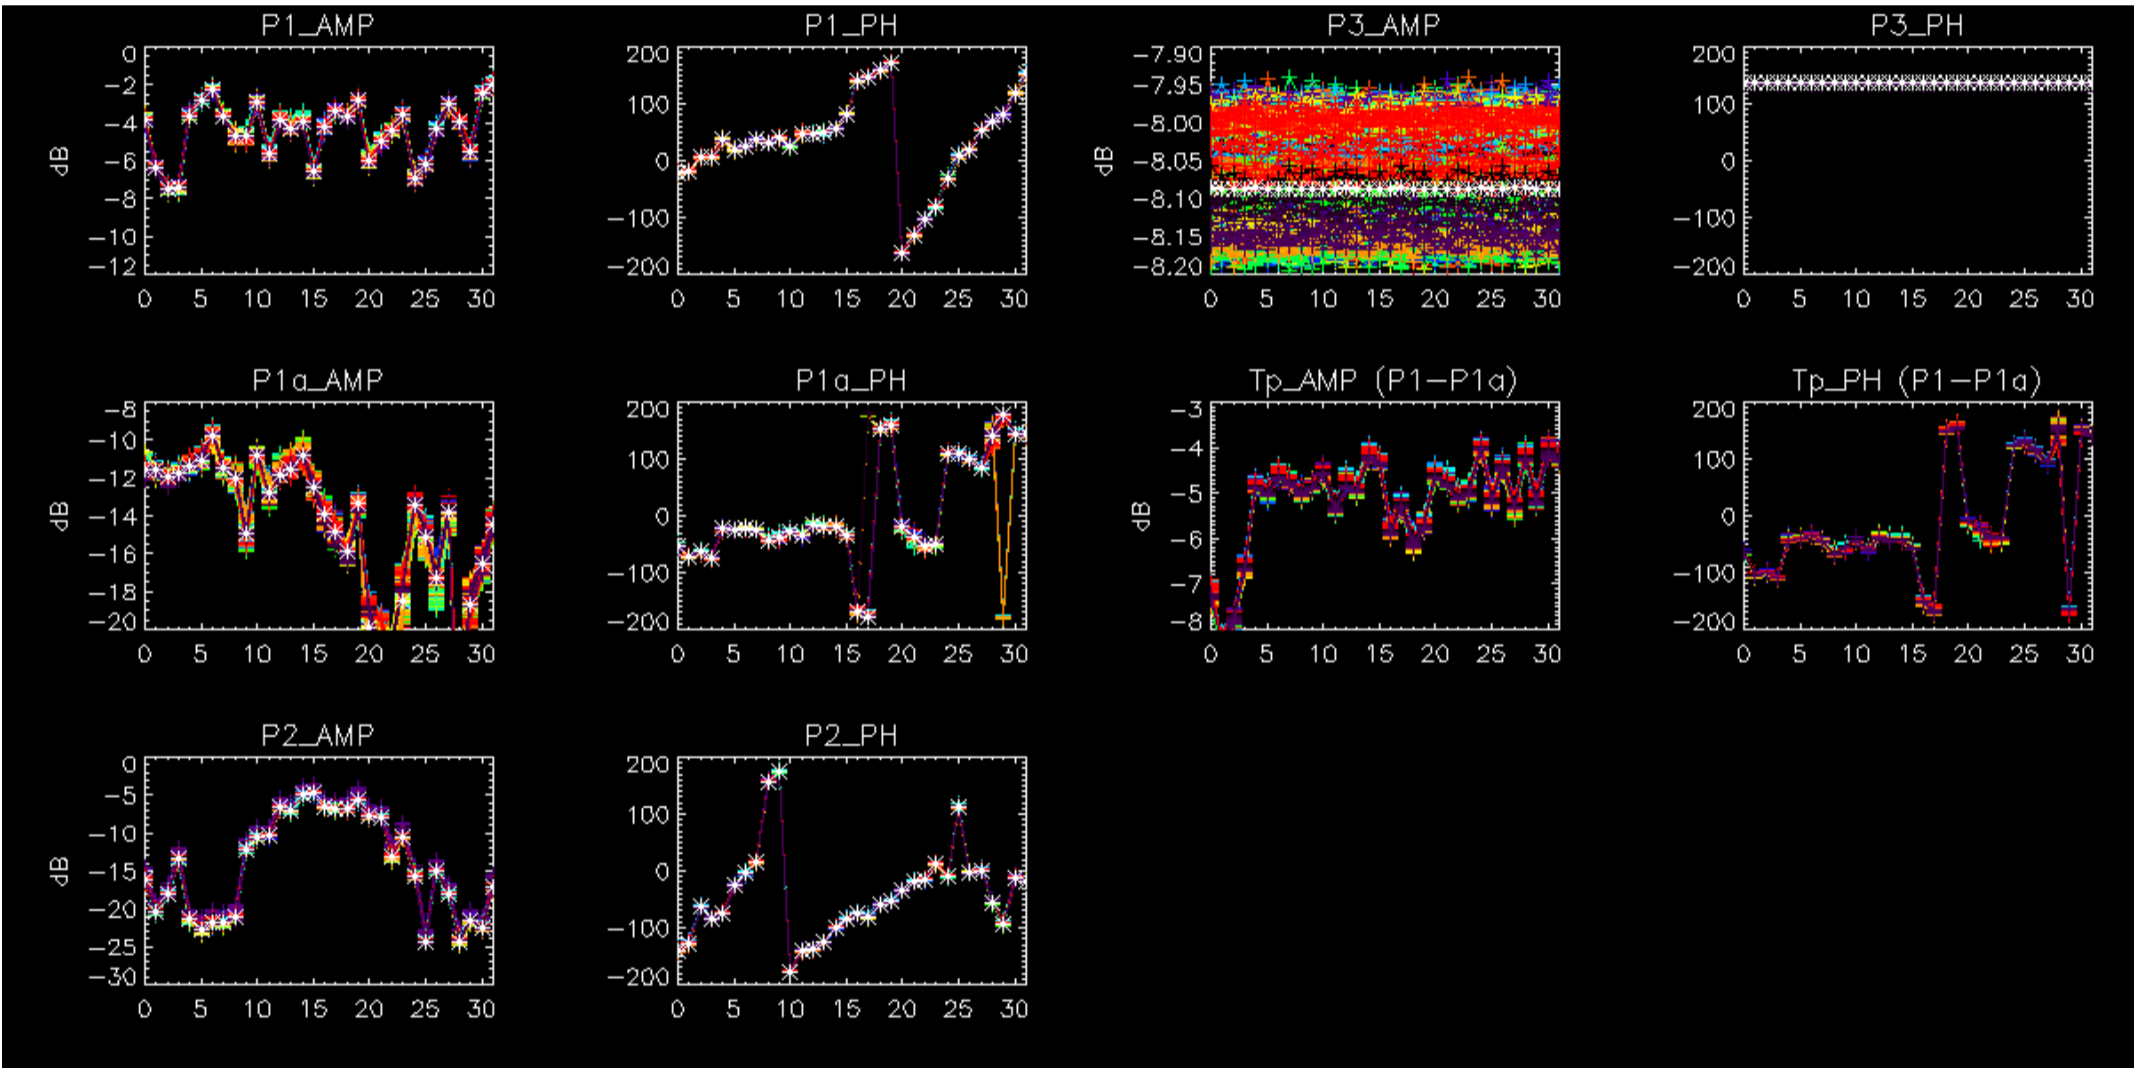 P1_AMP
0
−2
−4
−6
−8
−10
−12
dB
0 5 10 15 20 25 30
P1_PH
200
100
0
−100
−200
0 5 10 15 20 25 30
P3_AMP
−7.90
−7.95
−8.00
−8.05
−8.10
−8.15
−8.20
dB
0 5 10 15 20 25 30
P3_PH
200
100
0
−100
−200
0 5 10 15 20 25 30
P1a_AMP
−8
−10
−12
−14
−16
−18
−20
dB
0 5 10 15 20 25 30
P1a_PH
200
100
0
−100
−200
0 5 10 15 20 25 30
Tp_AMP (P1−P1a)
−3
−4
−5
−6
−7
−8
dB
0 5 10 15 20 25 30
Tp_PH (P1−P1a)
200
100
0
−100
−200
0 5 10 15 20 25 30
P2_AMP
0
−5
−10
−15
−20
−25
−30
dB
0 5 10 15 20 25 30
P2_PH
200
100
0
−100
−200
0 5 10 15 20 25 30